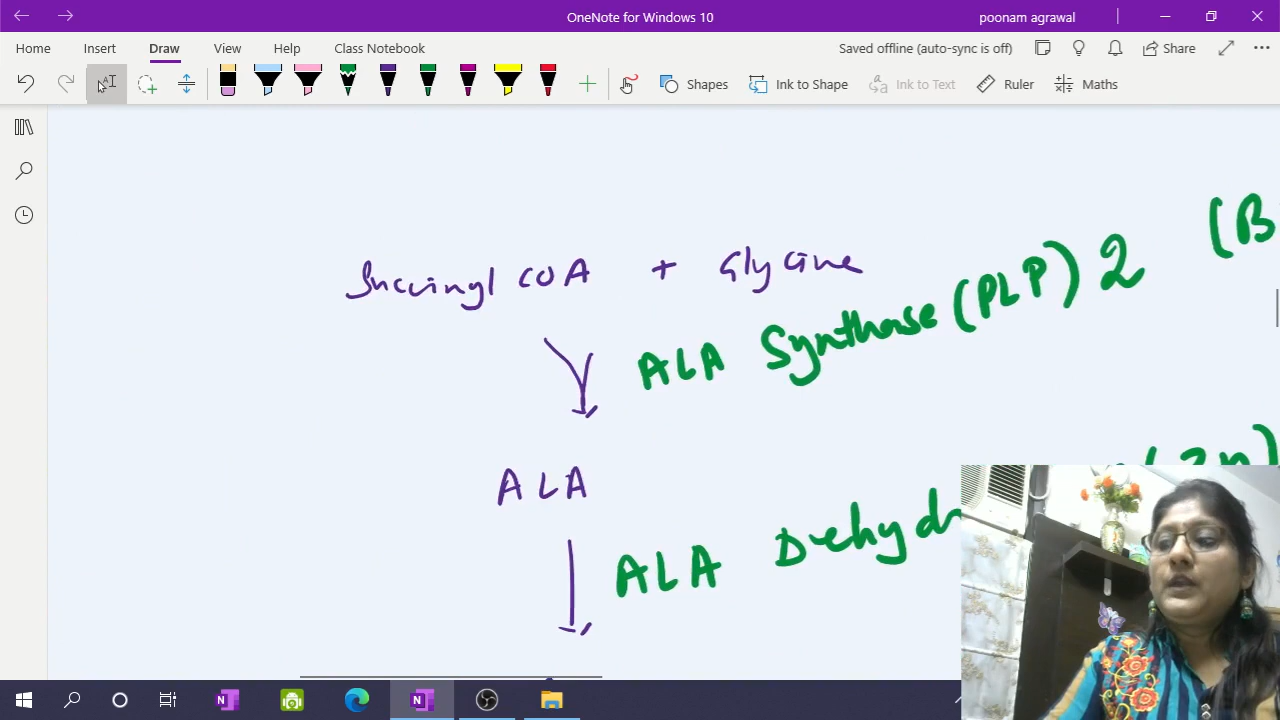 OneNote for Windows 10
poonam agrawal
Home Insert Draw View Help Class Notebook
Saved offline (auto-sync is off)
Share
Shapes
Ink to Shape
Ink to Text
Ruler
Maths
(B
Succinyl COA + Glycine
ALA Synthase (PLP) 2
ALA
(Zn)
ALA Dehydr